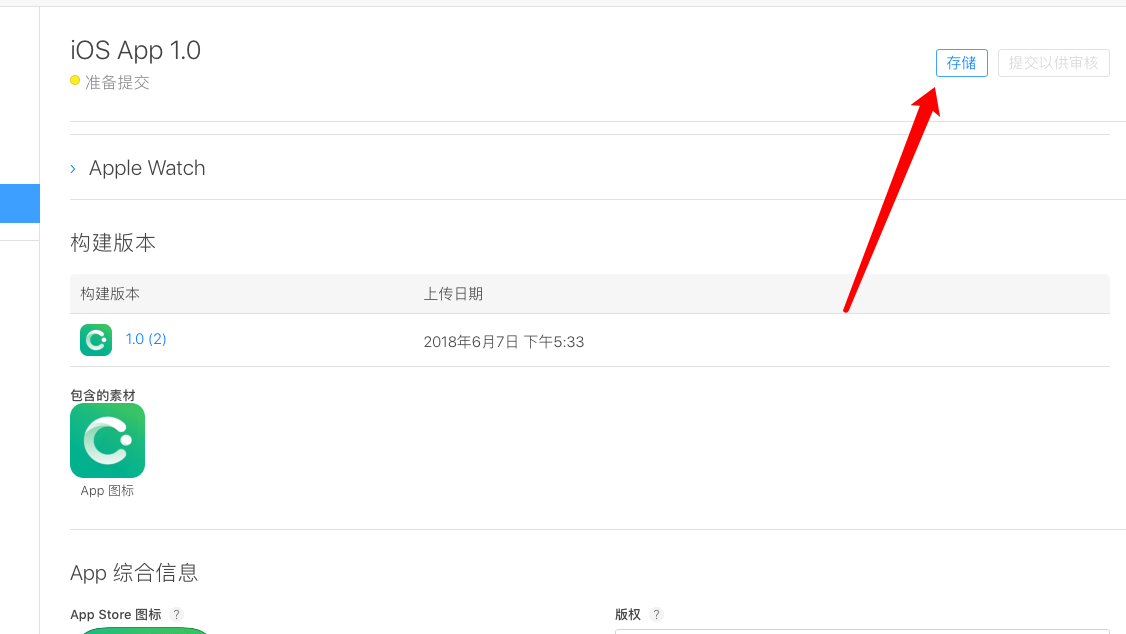 iOS App 1.0
准备提交
存储
提交以供审核
Apple Watch
构建版本
构建版本 上传日期
1.0 (2) 2018年6月7日 下午5:33
包含的素材
App 图标
App 综合信息
App Store 图标 ? 版权 ?